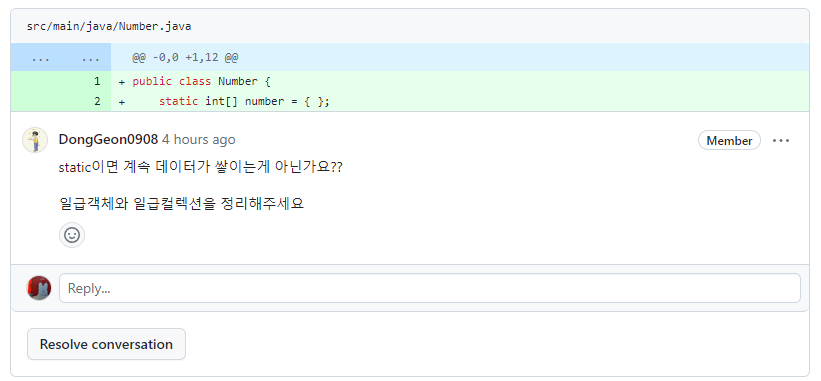 src/main/java/Number.java
... ... @@ -0,0 +1,12 @@
1 + public class Number {
2 + static int[] number = { };
DongGeon0908 4 hours ago Member ...
static이면 계속 데이터가 쌓이는게 아닌가요??
일급객체와 일급컬렉션을 정리해주세요
Reply...
Resolve conversation